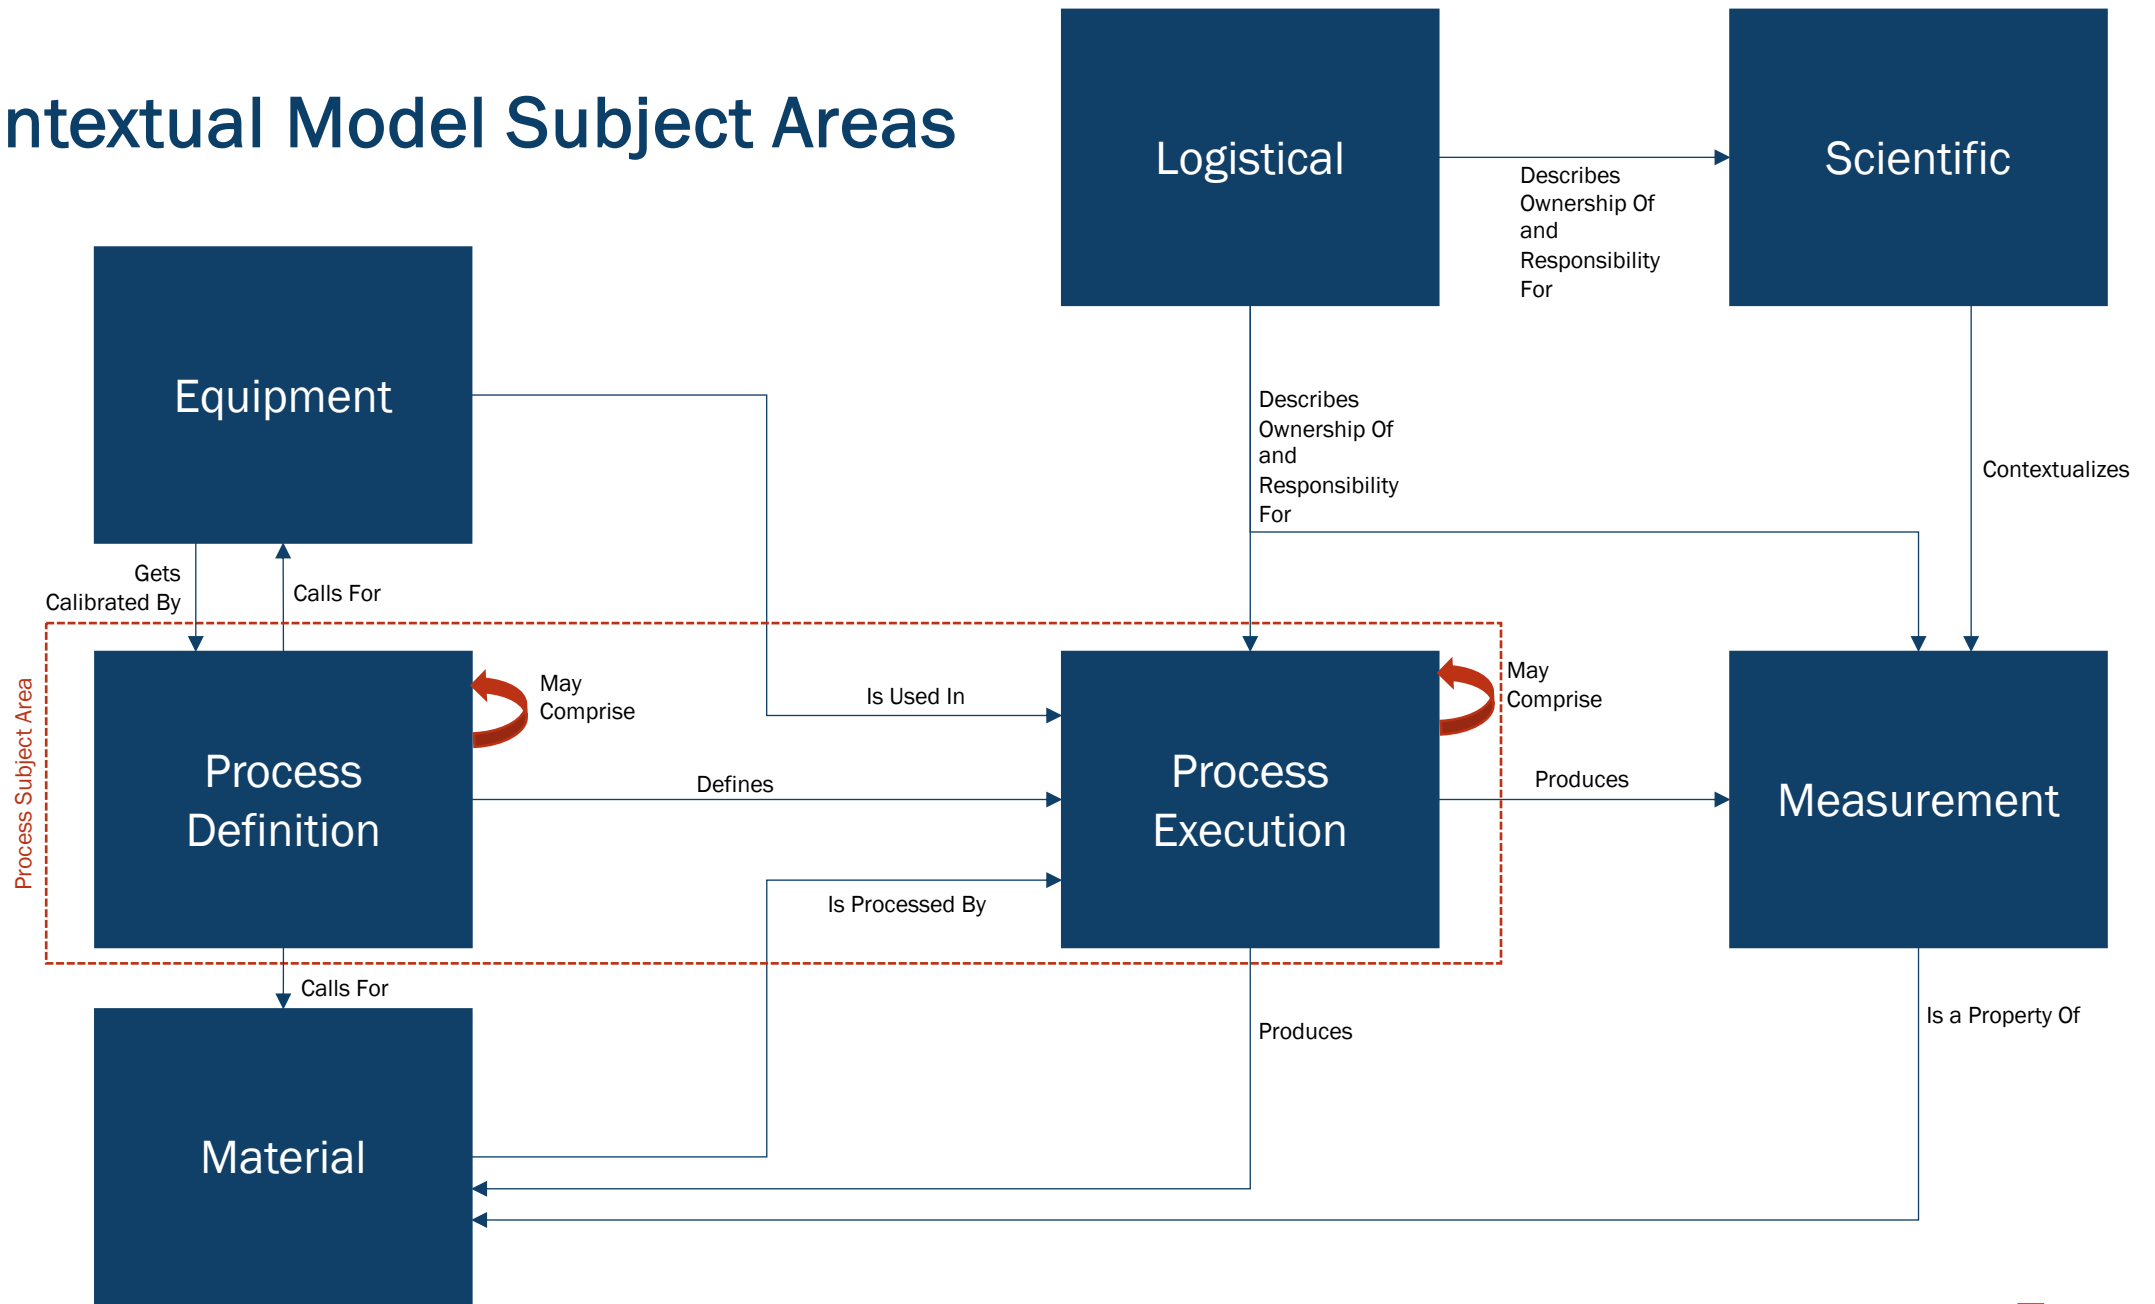 ntextual Model Subject Areas
Logistical
Scientific
Describes
Ownership Of
and
Responsibility
For
Equipment
Describes
Ownership Of
and
Responsibility
For
Contextualizes
Gets
Calibrated By
Calls For
Process Subject Area
May
Comprise
Is Used In
May
Comprise
Process
Definition
Defines
Process
Execution
Produces
Measurement
Is Processed By
Calls For
Produces
Is a Property Of
Material